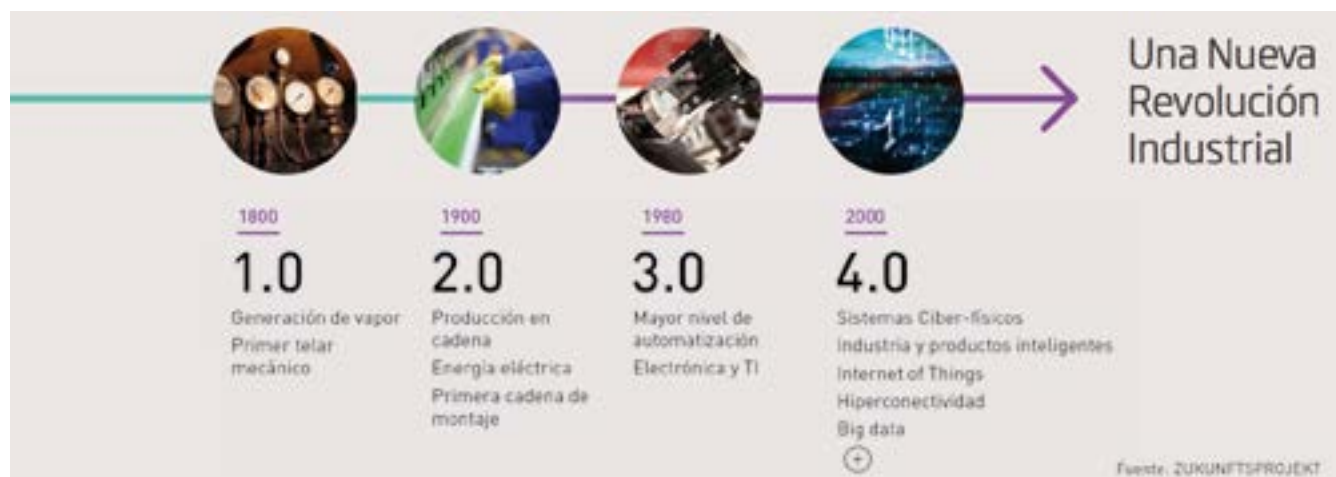 Una Nueva
Revolución
Industrial
1800
1.0
Generación de vapor
Primer telar
mecánico
1900
2.0
Producción en
cadena
Energía eléctrica
Primera cadena de
montaje
1980
3.0
Mayor nivel de
automatización
Electrónica y TI
2000
4.0
Sistemas Ciber-físicos
Industria y productos inteligentes
Internet of Things
Hiperconectividad
Big data
+
Fuente. ZUKUNFTSPROJEKT